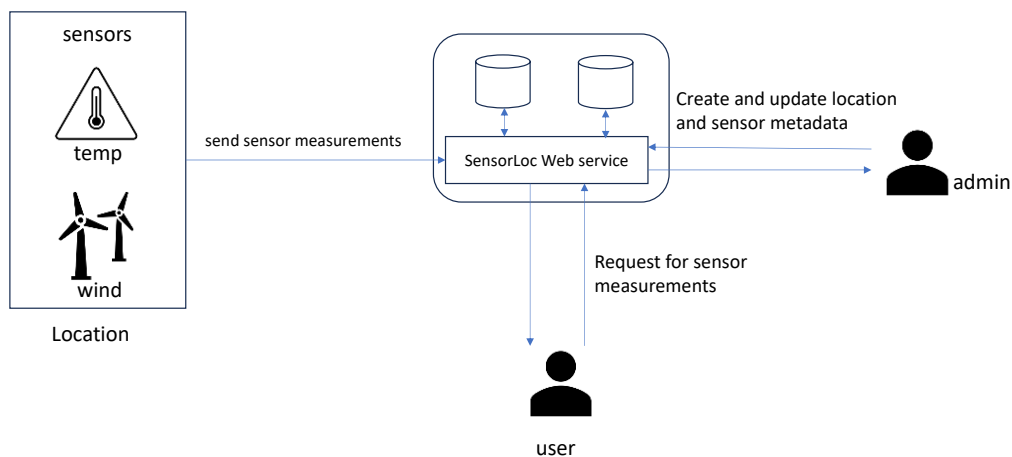 sensors
temp
wind
Location
send sensor measurements
SensorLoc Web service
Create and update location
and sensor metadata
admin
Request for sensor
measurements
user